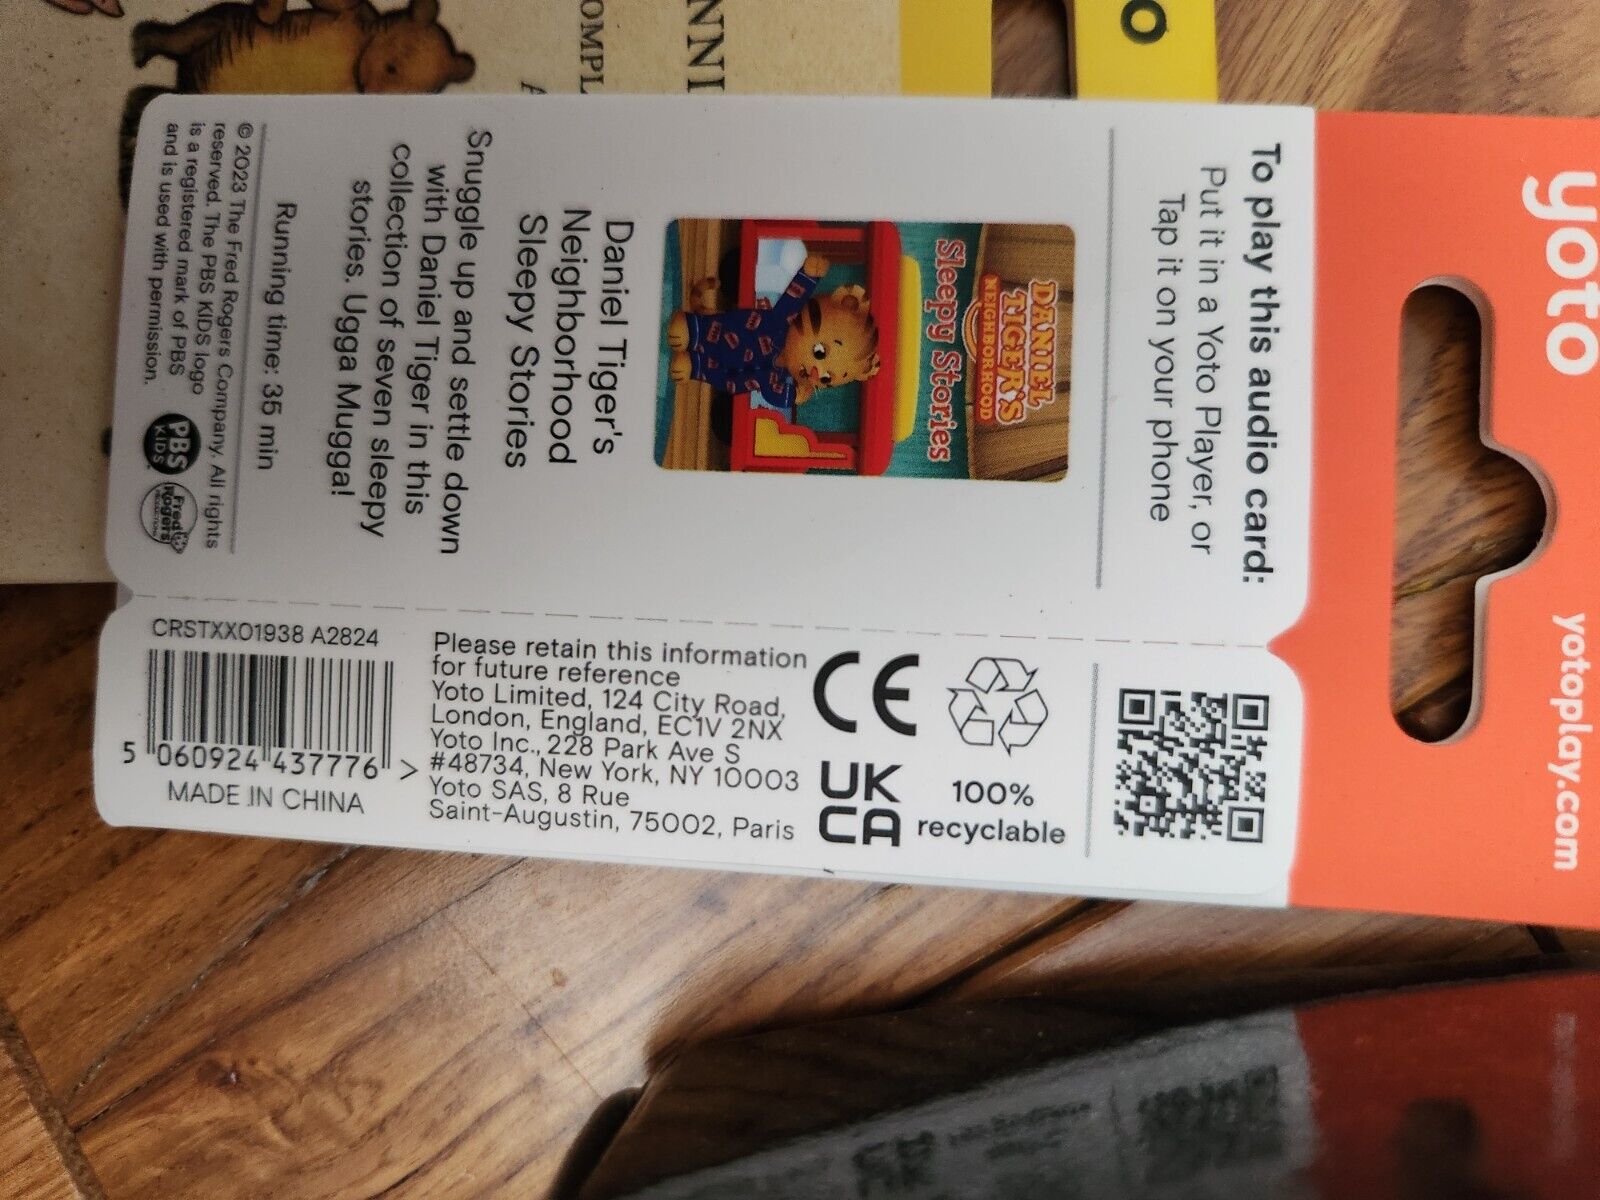 yoto
yotoplay.com
To play this audio card:
Put it in a Yoto Player, or
Tap it on your phone
DANIEL
TIGER'S
NEIGHBORHOOD
Sleepy Stories
Daniel Tiger's
Neighborhood
Sleepy Stories
Snuggle up and settle down
with Daniel Tiger in this
collection of seven sleepy
stories. Ugga Mugga!
Running time: 35 min
© 2023 The Fred Rogers Company. All rights
reserved. The PBS KIDS logo
is a registered mark of PBS
and is used with permission.
PBS
KIDS
Fred
Rogers
PRODUCTIONS
100%
recyclable
CE
UK
CA
Please retain this information
for future reference
Yoto Limited, 124 City Road,
London, England, EC1V 2NX
Yoto Inc., 228 Park Ave S
#48734, New York, NY 10003
Yoto SAS, 8 Rue
Saint-Augustin, 75002, Paris
CRSTXX01938 A2824
5 060924 437776 >
MADE IN CHINA
NNI
OMPL
o